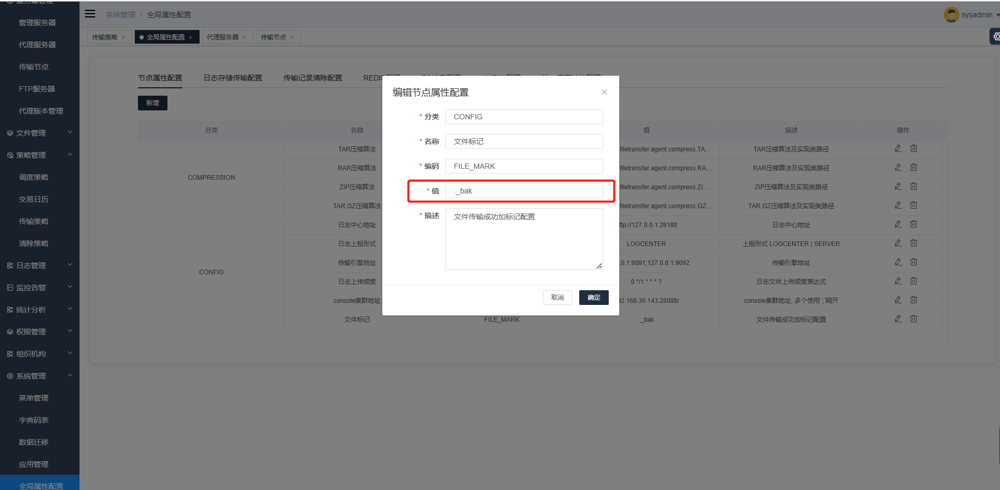 服务器管理
管理服务器
代理服务器
传输节点
FTP服务器
代理版本管理
文件管理
策略管理
调度策略
交易日历
传输策略
清除策略
日志管理
监控告警
统计分析
权限管理
组织机构
系统管理
菜单管理
字典码表
数据迁移
应用管理
全局属性配置
系统管理 / 全局属性配置
sysadmin
传输策略 ×
全局属性配置 ×
代理服务器 ×
传输节点 ×
节点属性配置 日志存储传输配置 传输记录清除配置
新增
分类 名称 值 描述 操作
COMPRESSION
TAR压缩算法 filetransfer.agent.compress.TA... TAR压缩算法及实现类路径
RAR压缩算法 filetransfer.agent.compress.RA... RAR压缩算法及实现类路径
ZIP压缩算法 filetransfer.agent.compress.ZI... ZIP压缩算法及实现类路径
TAR.GZ压缩算法 filetransfer.agent.compress.GZ... TAR.GZ压缩算法及实现类路径
CONFIG
日志中心地址 ttp://127.0.0.1:28188 日志中心地址
日志上报形式 LOGCENTER 上报形式 LOGCENTER | SERVER
传输引擎地址 .0.1:9091;127.0.0.1:9092 传输引擎地址
日志上传频度 0 */1 * * * ? 日志文件上传频度表达式
console集群地址 92.168.30.143:28088/ console集群地址, 多个使用`;`隔开
文件标记 FILE_MARK ._bak 文件传输成功加标记配置
编辑节点属性配置
* 分类 CONFIG
* 名称 文件标记
* 编码 FILE_MARK
* 值 ._bak
* 描述 文件传输成功加标记配置
取消 确定